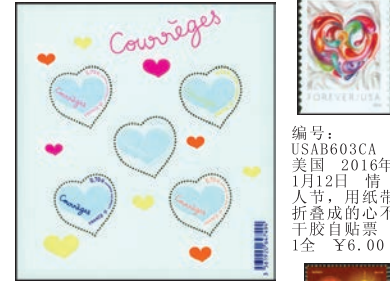 Courrèges
Courrèges
Courrèges
Courrèges
FOREVER/USA
编号：
USAB603CA
美国 2016年
1月12日 情
人节，用纸带
折叠成的心不
干胶自贴票
1全 ¥6.00